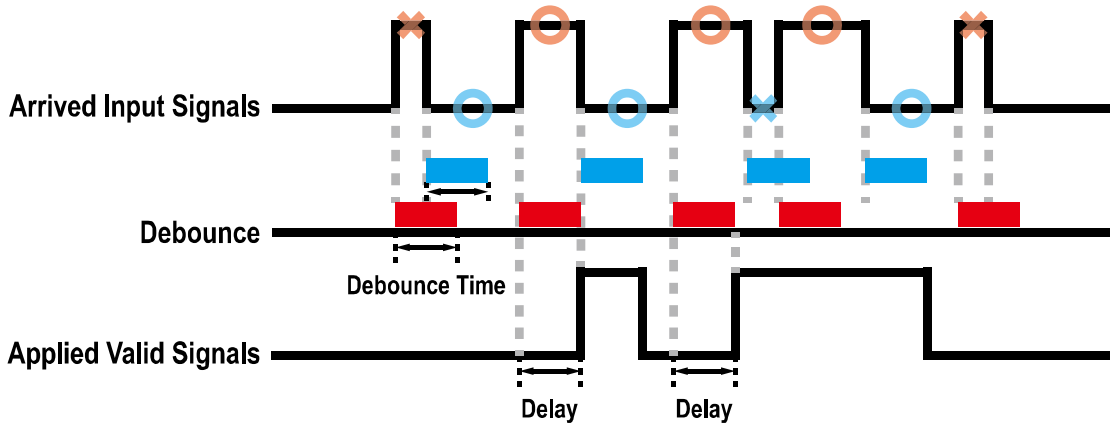 Arrived Input Signals
Debounce
Debounce Time
Applied Valid Signals
Delay
Delay